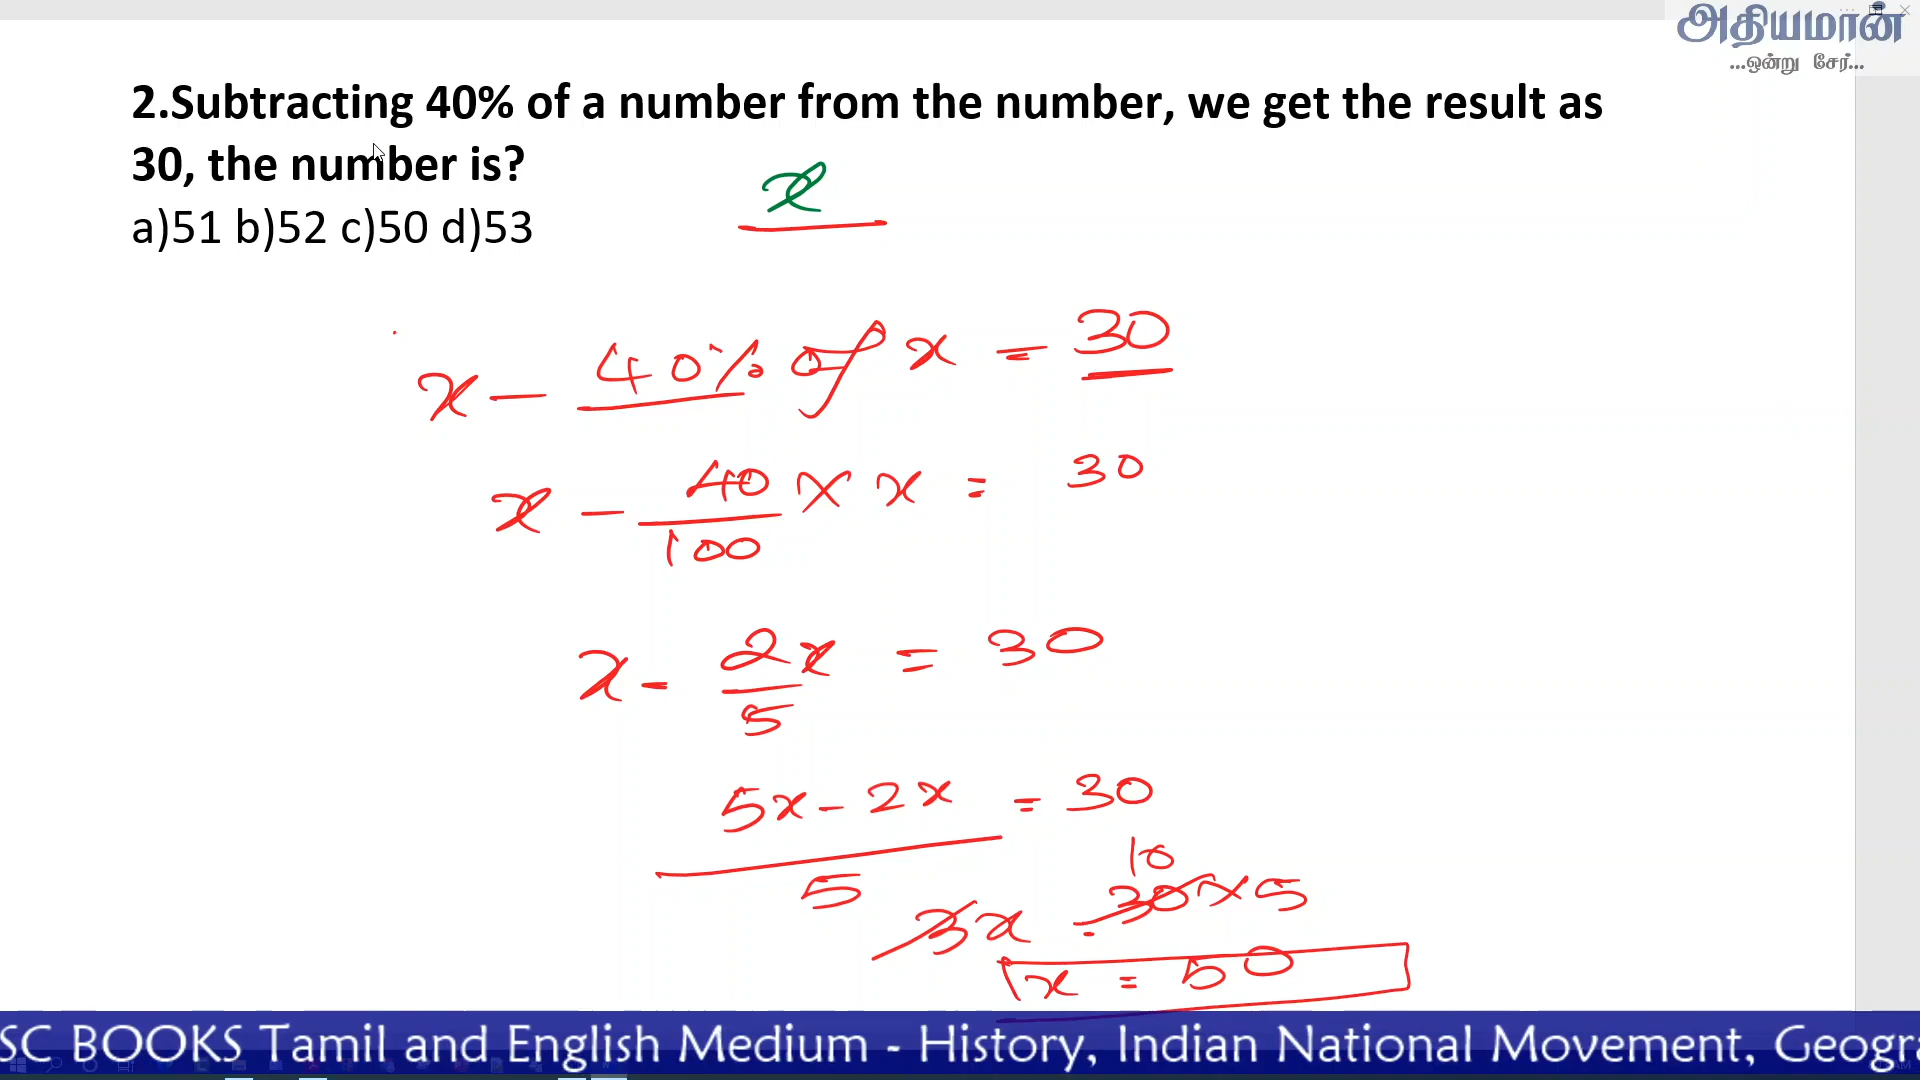 அதியமான்
...ஒன்று சேர்...
2.Subtracting 40% of a number from the number, we get the result as
30, the number is?
a)51 b)52 c)50 d)53
x
x - 40% of x = 30
x - 40/100 × x = 30
x - 2x/5 = 30
5x - 2x/5 = 30
10
3x = 30 × 5
x = 50
SC BOOKS Tamil and English Medium - History, Indian National Movement, Geogra